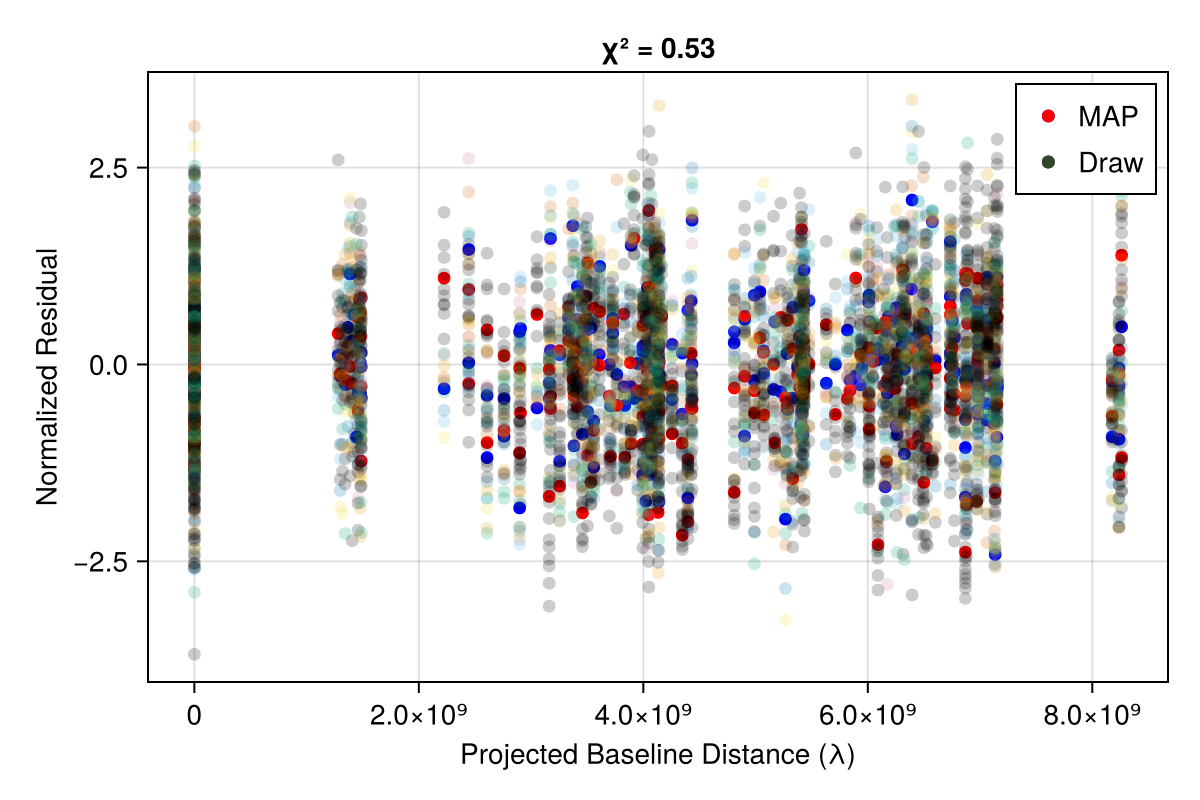 χ² = 0.53
MAP
Draw
Normalized Residual
2.5
0.0
−2.5
0
2.0×10⁹
4.0×10⁹
6.0×10⁹
8.0×10⁹
Projected Baseline Distance (λ)